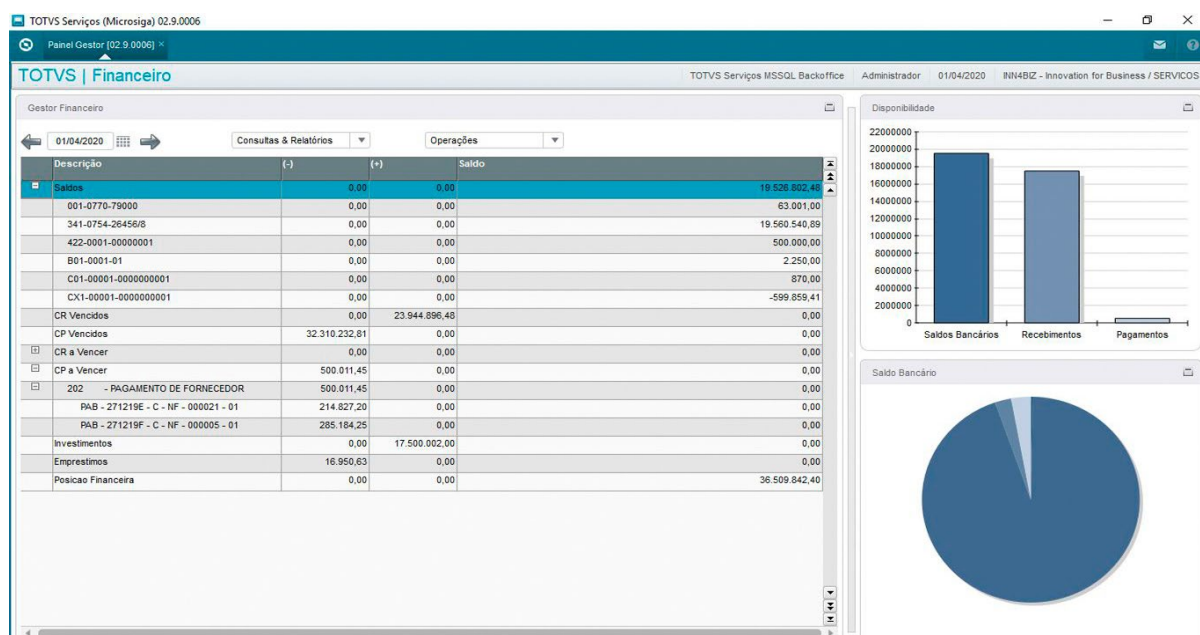 TOTVS Serviços (Microsiga) 02.9.0006
Painel Gestor [02.9.0006] ×
TOTVS | Financeiro
TOTVS Serviços MSSQL Backoffice Administrador 01/04/2020 INN4BIZ - Innovation for Business / SERVICOS
Gestor Financeiro
01/04/2020 Consultas & Relatórios Operações
Descrição (-) (+) Saldo
Saldos 0,00 0,00 19.526.802,48
001-0770-79000 0,00 0,00 63.001,00
341-0754-26456/8 0,00 0,00 19.560.540,89
422-0001-00000001 0,00 0,00 500.000,00
B01-0001-01 0,00 0,00 2.250,00
C01-00001-0000000001 0,00 0,00 870,00
CX1-00001-0000000001 0,00 0,00 -599.859,41
CR Vencidos 0,00 23.944.896,48 0,00
CP Vencidos 32.310.232,81 0,00 0,00
CR a Vencer 0,00 0,00 0,00
CP a Vencer 500.011,45 0,00 0,00
202 - PAGAMENTO DE FORNECEDOR 500.011,45 0,00 0,00
PAB - 271219E - C - NF - 000021 - 01 214.827,20 0,00 0,00
PAB - 271219F - C - NF - 000005 - 01 285.184,25 0,00 0,00
Investimentos 0,00 17.500.002,00 0,00
Emprestimos 16.950,63 0,00 0,00
Posicao Financeira 0,00 0,00 36.509.842,40
Disponibilidade
22000000
20000000
18000000
16000000
14000000
12000000
10000000
8000000
6000000
4000000
2000000
0
Saldos Bancários Recebimentos Pagamentos
Saldo Bancário